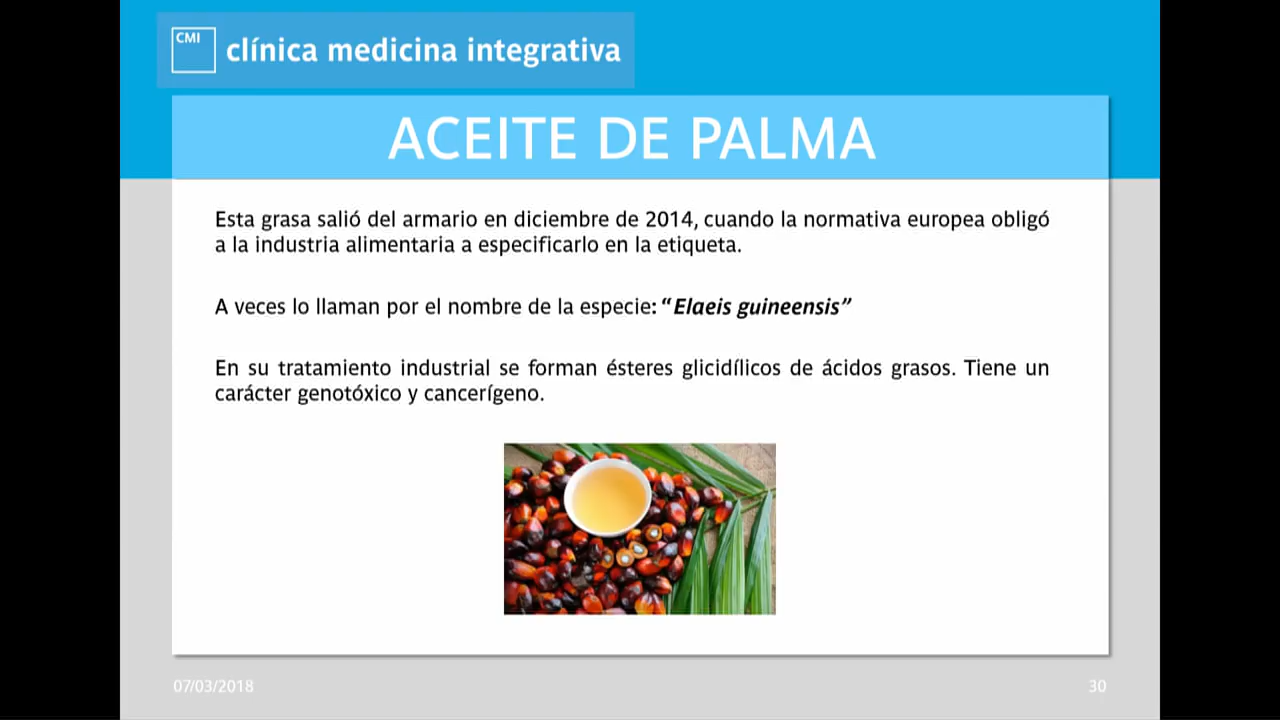 CMI
clínica medicina integrativa
ACEITE DE PALMA
Esta grasa salió del armario en diciembre de 2014, cuando la normativa europea obligó
a la industria alimentaria a especificarlo en la etiqueta.
A veces lo llaman por el nombre de la especie: “Elaeis guineensis”
En su tratamiento industrial se forman ésteres glicidílicos de ácidos grasos. Tiene un
carácter genotóxico y cancerígeno.
07/03/2018
30